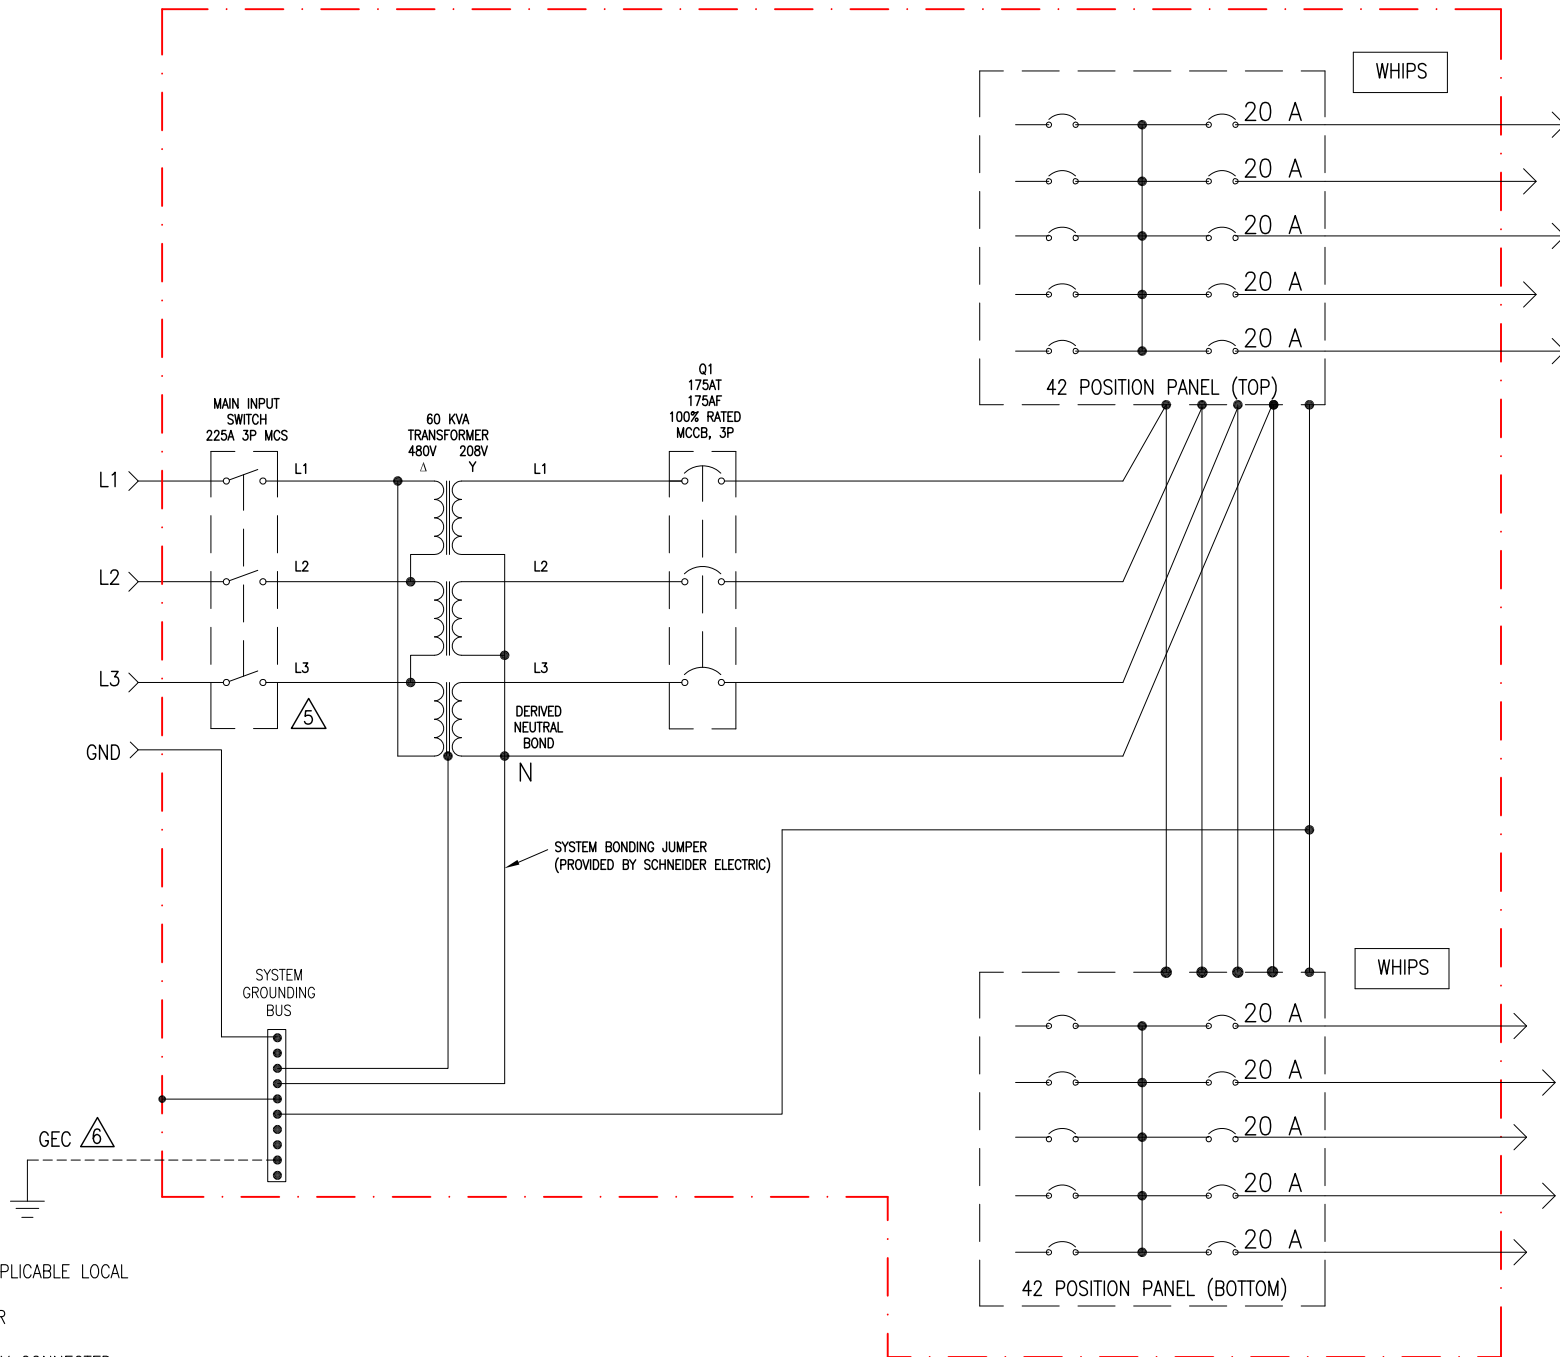 WHIPS
20 A
20 A
20 A
20 A
20 A
42 POSITION PANEL (TOP)
Q1
175AT
175AF
100% RATED
MCCB, 3P
MAIN INPUT
SWITCH
225A 3P MCS
60 KVA
TRANSFORMER
480V 208V
Δ Y
L1
L1
L1
L2
L2
L2
L3
L3
L3
5
DERIVED
NEUTRAL
BOND
GND
N
SYSTEM BONDING JUMPER
(PROVIDED BY SCHNEIDER ELECTRIC)
SYSTEM
GROUNDING
BUS
WHIPS
20 A
20 A
20 A
20 A
20 A
42 POSITION PANEL (BOTTOM)
GEC 6
PLICABLE LOCAL
R